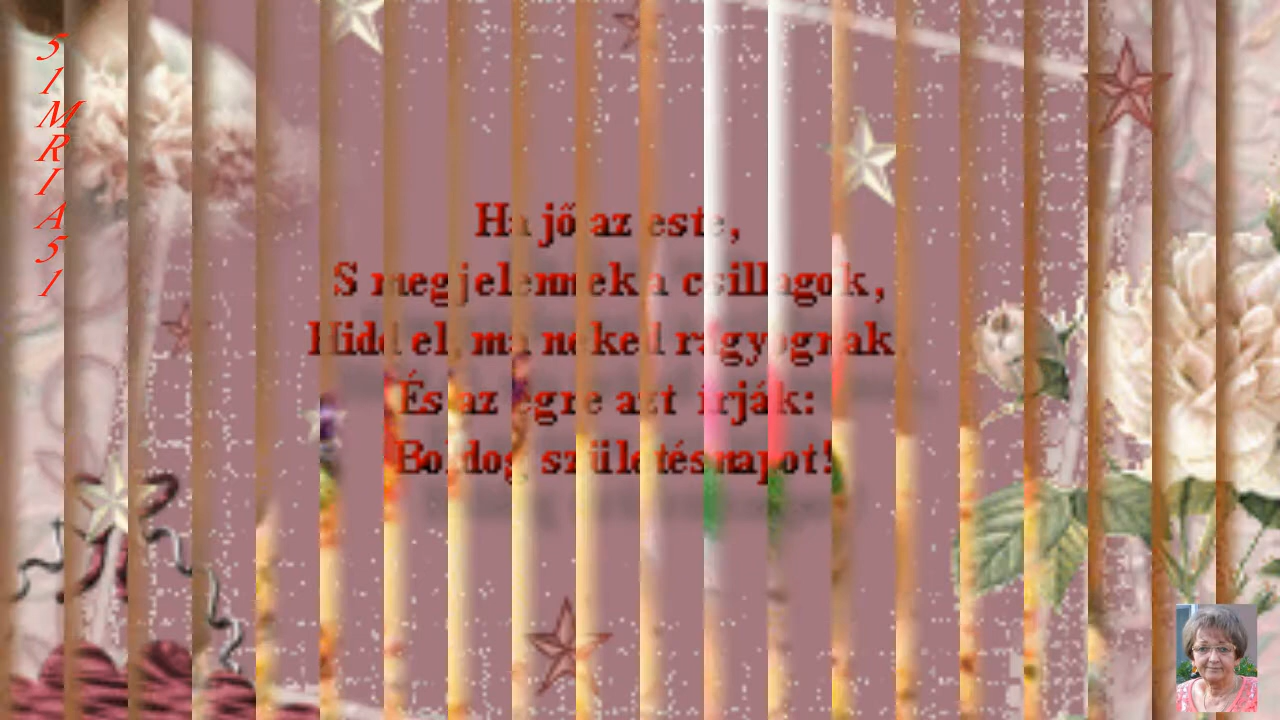 5IMRIA51
Ha jő az este,
S megjelennek a csillagok,
Hidd el, ma neked ragyognak
És az égre azt írják:
Boldog születésnapot!